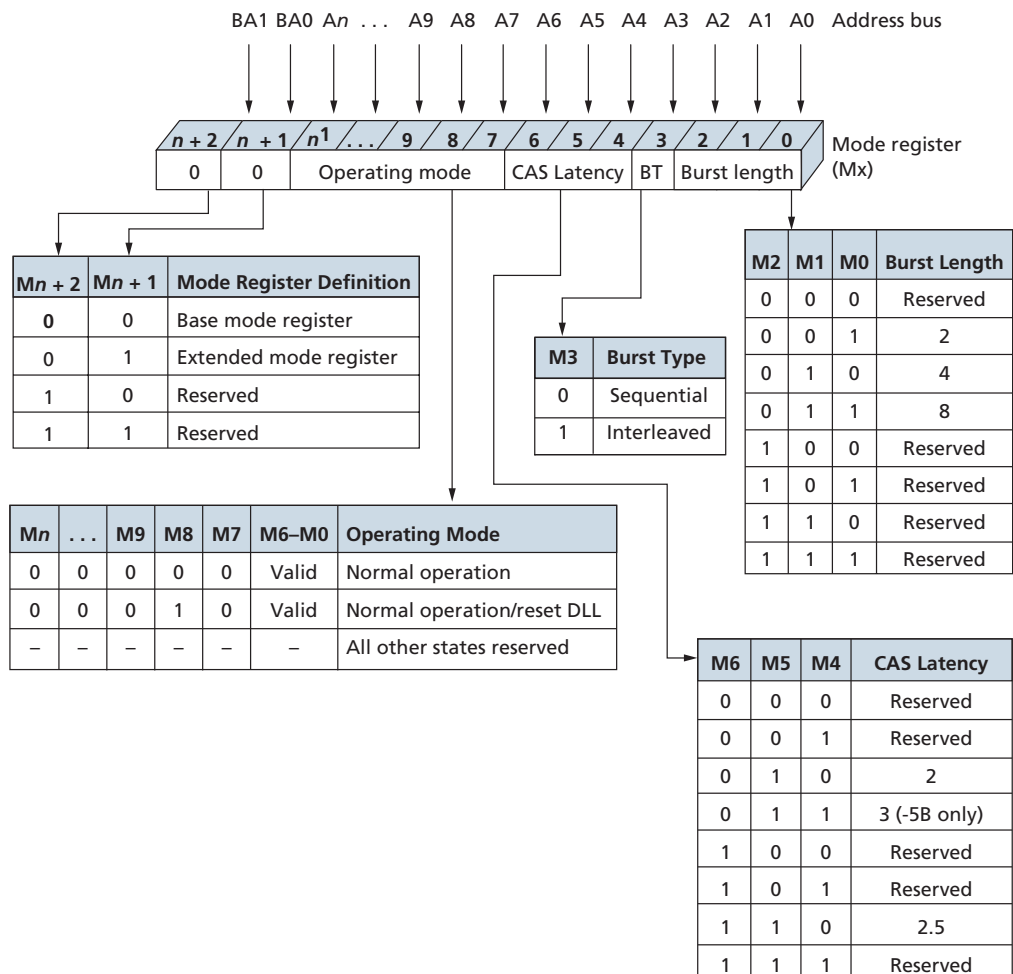 BA1 BA0 An . . . A9 A8 A7 A6 A5 A4 A3 A2 A1 A0 Address bus
n + 2 n + 1 n1 . . . 9 8 7 6 5 4 3 2 1 0
Mode register
(Mx)
0 0 Operating mode CAS Latency BT Burst length
Mn + 2 Mn + 1 Mode Register Definition
0 0 Base mode register
0 1 Extended mode register
1 0 Reserved
1 1 Reserved
M3 Burst Type
0 Sequential
1 Interleaved
M2 M1 M0 Burst Length
0 0 0 Reserved
0 0 1 2
0 1 0 4
0 1 1 8
1 0 0 Reserved
1 0 1 Reserved
1 1 0 Reserved
1 1 1 Reserved
Mn . . . M9 M8 M7 M6–M0 Operating Mode
0 0 0 0 0 Valid Normal operation
0 0 0 1 0 Valid Normal operation/reset DLL
– – – – – – All other states reserved
M6 M5 M4 CAS Latency
0 0 0 Reserved
0 0 1 Reserved
0 1 0 2
0 1 1 3 (-5B only)
1 0 0 Reserved
1 0 1 Reserved
1 1 0 2.5
1 1 1 Reserved